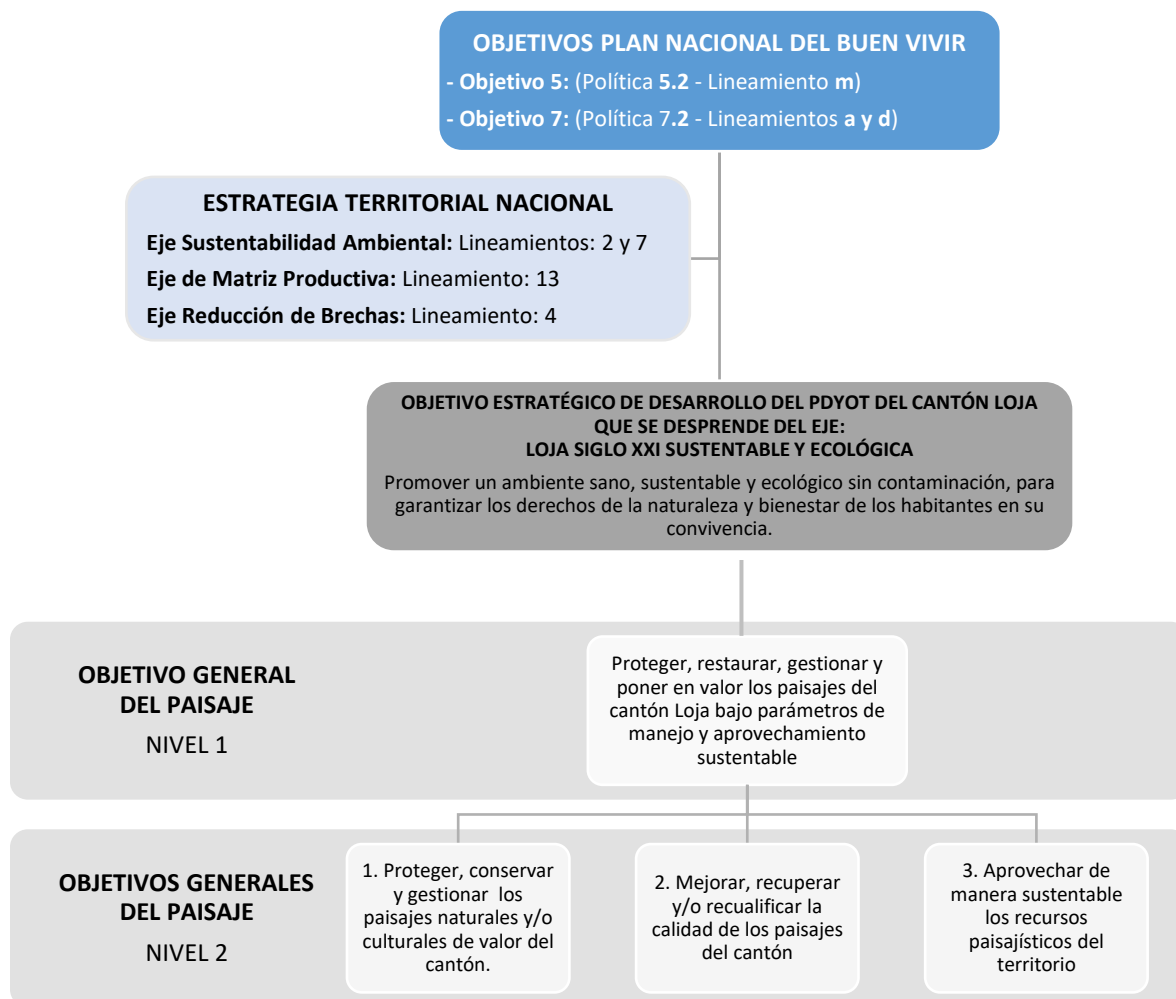 OBJETIVOS PLAN NACIONAL DEL BUEN VIVIR
- Objetivo 5: (Política 5.2 - Lineamiento m)
- Objetivo 7: (Política 7.2 - Lineamientos a y d)
ESTRATEGIA TERRITORIAL NACIONAL
Eje Sustentabilidad Ambiental: Lineamientos: 2 y 7
Eje de Matriz Productiva: Lineamiento: 13
Eje Reducción de Brechas: Lineamiento: 4
OBJETIVO ESTRATÉGICO DE DESARROLLO DEL PDYOT DEL CANTÓN LOJA
QUE SE DESPRENDE DEL EJE:
LOJA SIGLO XXI SUSTENTABLE Y ECOLÓGICA
Promover un ambiente sano, sustentable y ecológico sin contaminación, para
garantizar los derechos de la naturaleza y bienestar de los habitantes en su
convivencia.
OBJETIVO GENERAL
DEL PAISAJE
NIVEL 1
Proteger, restaurar, gestionar y
poner en valor los paisajes del
cantón Loja bajo parámetros de
manejo y aprovechamiento
sustentable
OBJETIVOS GENERALES
DEL PAISAJE
NIVEL 2
1. Proteger, conservar
y gestionar los
paisajes naturales y/o
culturales de valor del
cantón.
2. Mejorar, recuperar
y/o recualificar la
calidad de los paisajes
del cantón
3. Aprovechar de
manera sustentable
los recursos
paisajísticos del
territorio